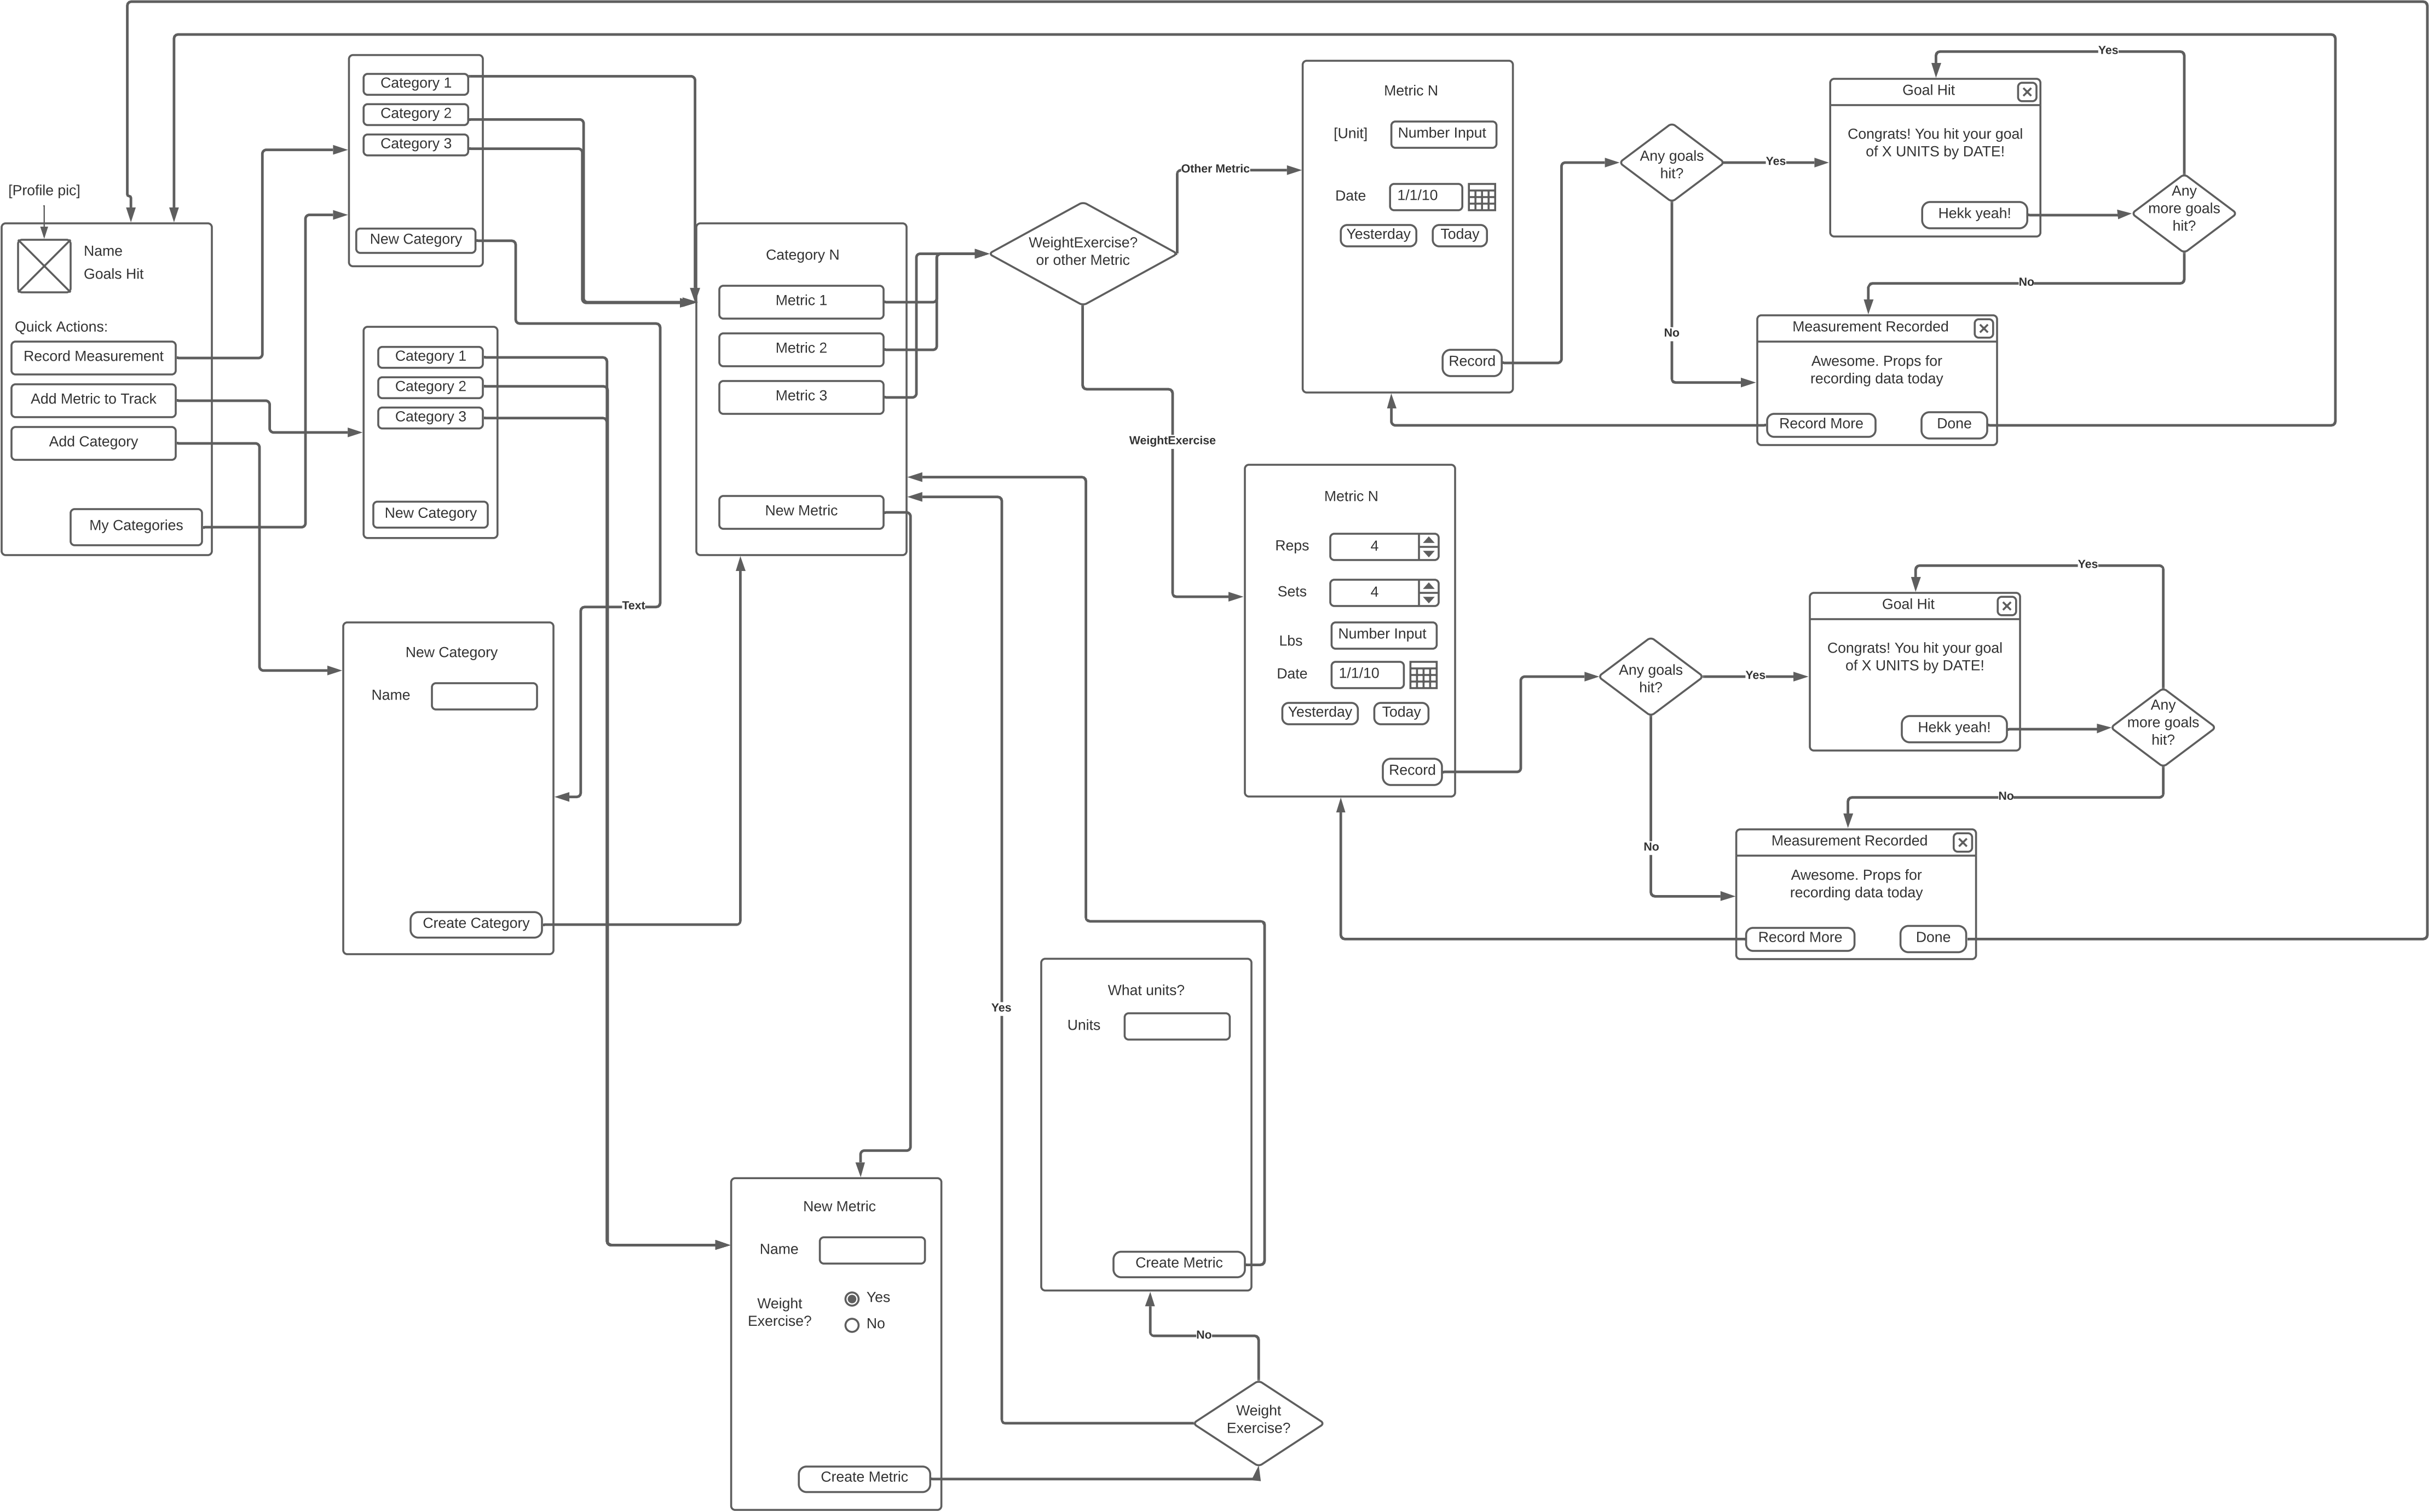 [Profile pic]
Name
Goals Hit
Quick Actions:
Record Measurement
Add Metric to Track
Add Category
My Categories
Category 1
Category 2
Category 3
New Category
Category 1
Category 2
Category 3
New Category
Text
New Category
Name
Create Category
Category N
Metric 1
Metric 2
Metric 3
New Metric
New Metric
Name
Weight
Exercise?
Yes
No
Create Metric
Weight
Exercise?
Yes
No
What units?
Units
Create Metric
WeightExercise?
or other Metric
Other Metric
WeightExercise
Metric N
[Unit]
Number Input
Date
1/1/10
Yesterday
Today
Record
Any goals
hit?
Yes
No
Goal Hit
Congrats! You hit your goal
of X UNITS by DATE!
Hekk yeah!
Any
more goals
hit?
Yes
No
Measurement Recorded
Awesome. Props for
recording data today
Record More
Done
Metric N
Reps
4
Sets
4
Lbs
Number Input
Date
1/1/10
Yesterday
Today
Record
Any goals
hit?
Yes
No
Goal Hit
Congrats! You hit your goal
of X UNITS by DATE!
Hekk yeah!
Any
more goals
hit?
Yes
No
Measurement Recorded
Awesome. Props for
recording data today
Record More
Done